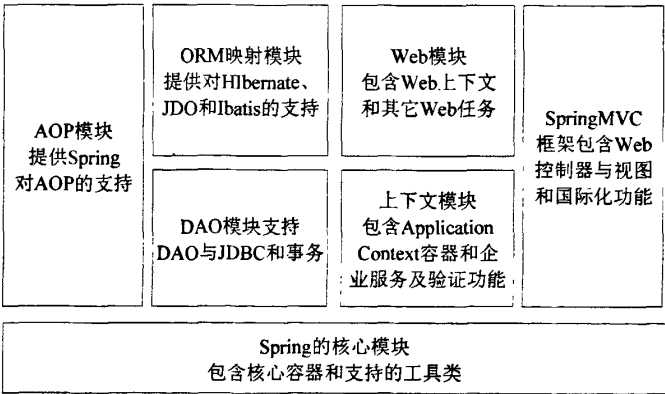 AOP模块
提供Spring
对AOP的支持
ORM映射模块
提供对HIbernate、
JDO和Ibatis的支持
DAO模块支持
DAO与JDBC和事务
Web模块
包含Web上下文
和其它Web任务
上下文模块
包含Application
Context容器和企
业服务及验证功能
SpringMVC
框架包含Web
控制器与视图
和国际化功能
Spring的核心模块
包含核心容器和支持的工具类